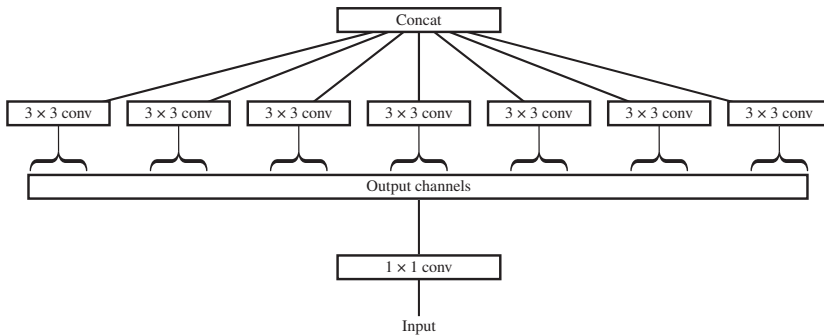 Concat
3 × 3 conv
3 × 3 conv
3 × 3 conv
3 × 3 conv
3 × 3 conv
3 × 3 conv
3 × 3 conv
Output channels
1 × 1 conv
Input